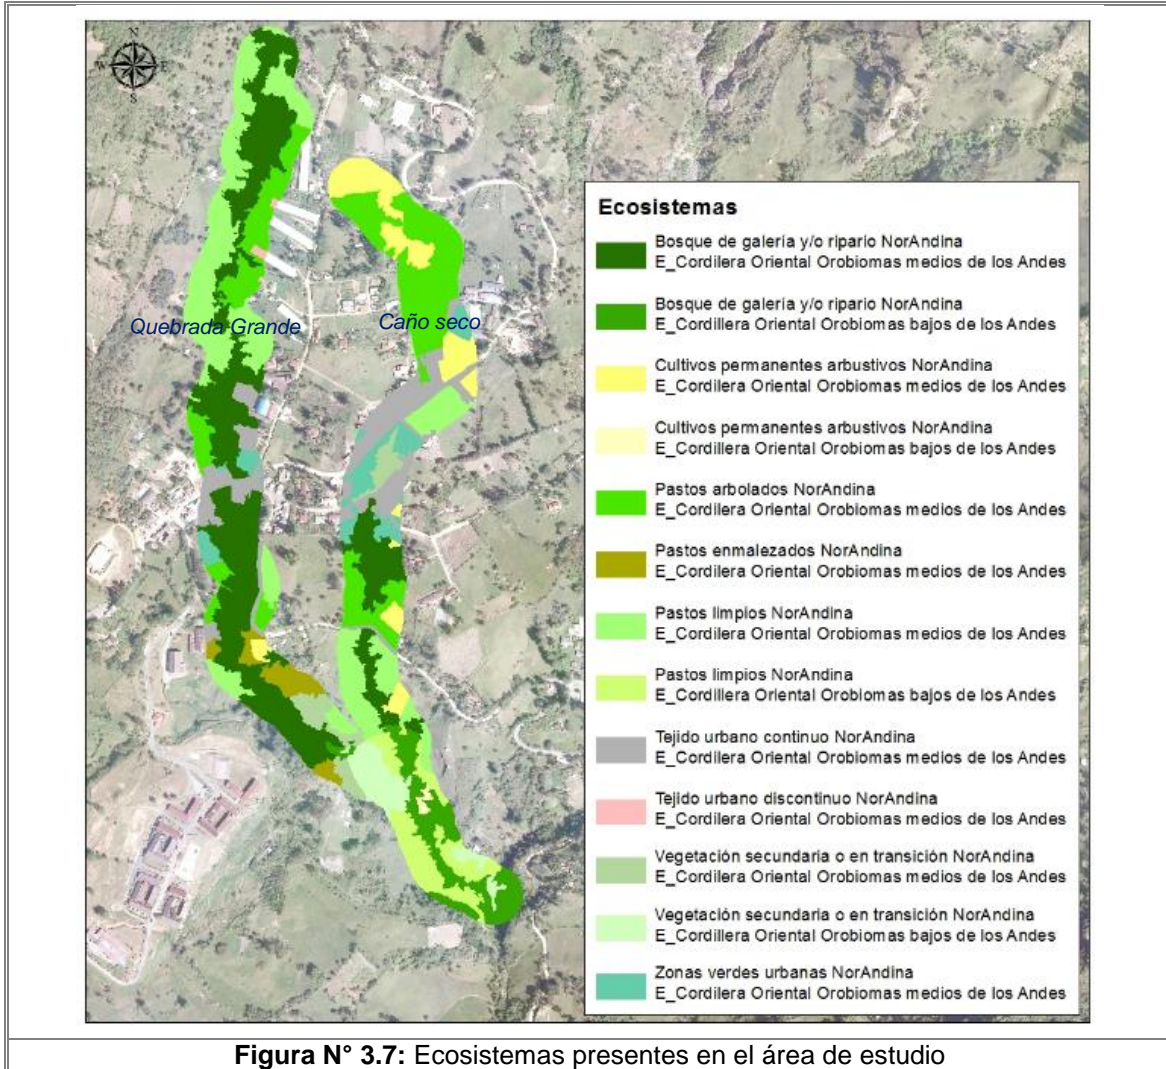 N
W E
S
Quebrada Grande
Caño seco
Ecosistemas
Bosque de galería y/o ripario NorAndina
E_Cordillera Oriental Orobiomas medios de los Andes
Bosque de galería y/o ripario NorAndina
E_Cordillera Oriental Orobiomas bajos de los Andes
Cultivos permanentes arbustivos NorAndina
E_Cordillera Oriental Orobiomas medios de los Andes
Cultivos permanentes arbustivos NorAndina
E_Cordillera Oriental Orobiomas bajos de los Andes
Pastos arbolados NorAndina
E_Cordillera Oriental Orobiomas medios de los Andes
Pastos enmalezados NorAndina
E_Cordillera Oriental Orobiomas medios de los Andes
Pastos limpios NorAndina
E_Cordillera Oriental Orobiomas medios de los Andes
Pastos limpios NorAndina
E_Cordillera Oriental Orobiomas bajos de los Andes
Tejido urbano continuo NorAndina
E_Cordillera Oriental Orobiomas medios de los Andes
Tejido urbano discontinuo NorAndina
E_Cordillera Oriental Orobiomas medios de los Andes
Vegetación secundaria o en transición NorAndina
E_Cordillera Oriental Orobiomas medios de los Andes
Vegetación secundaria o en transición NorAndina
E_Cordillera Oriental Orobiomas bajos de los Andes
Zonas verdes urbanas NorAndina
E_Cordillera Oriental Orobiomas medios de los Andes
Figura N° 3.7: Ecosistemas presentes en el área de estudio